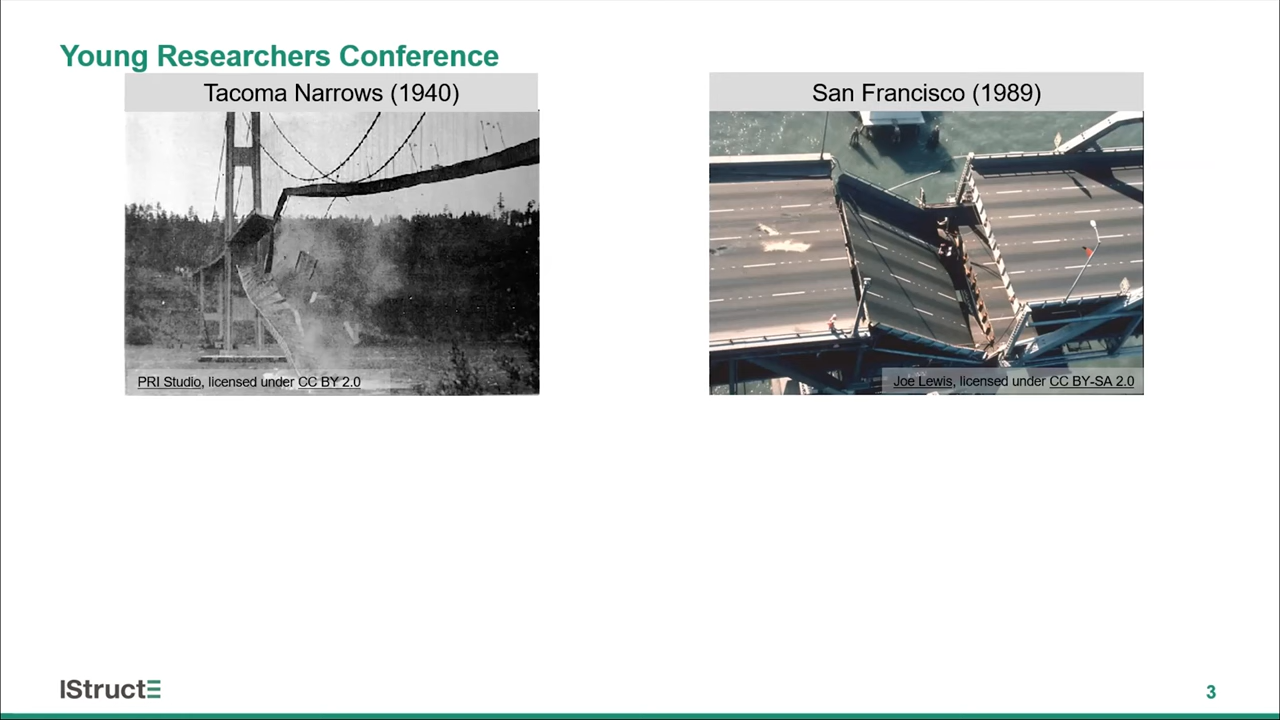 Young Researchers Conference
Tacoma Narrows (1940)
San Francisco (1989)
PRI Studio, licensed under CC BY 2.0
Joe Lewis, licensed under CC BY-SA 2.0
IStructE
3